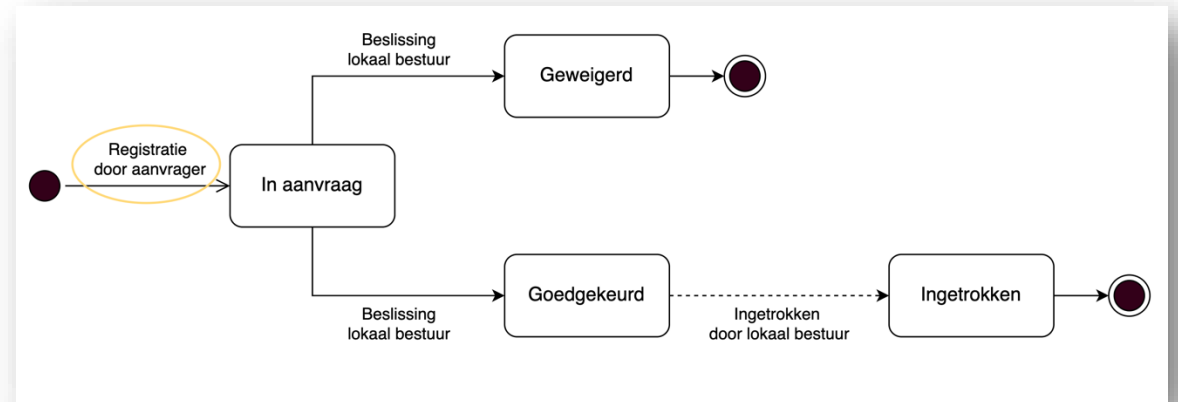 Beslissing
lokaal bestuur
Geweigerd
Registratie
door aanvrager
In aanvraag
Goedgekeurd
Ingetrokken
Beslissing
lokaal bestuur
Ingetrokken
door lokaal bestuur